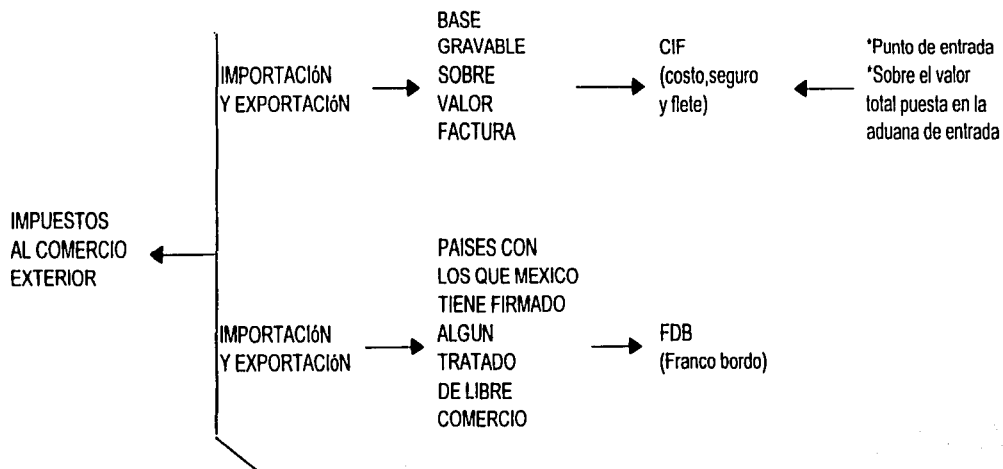 IMPUESTOS
AL COMERCIO
EXTERIOR
IMPORTACIÓN
Y EXPORTACIÓN
BASE
GRAVABLE
SOBRE
VALOR
FACTURA
CIF
(costo,seguro
y flete)
*Punto de entrada
*Sobre el valor
total puesta en la
aduana de entrada
IMPORTACIÓN
Y EXPORTACIÓN
PAISES CON
LOS QUE MEXICO
TIENE FIRMADO
ALGUN
TRATADO
DE LIBRE
COMERCIO
FDB
(Franco bordo)